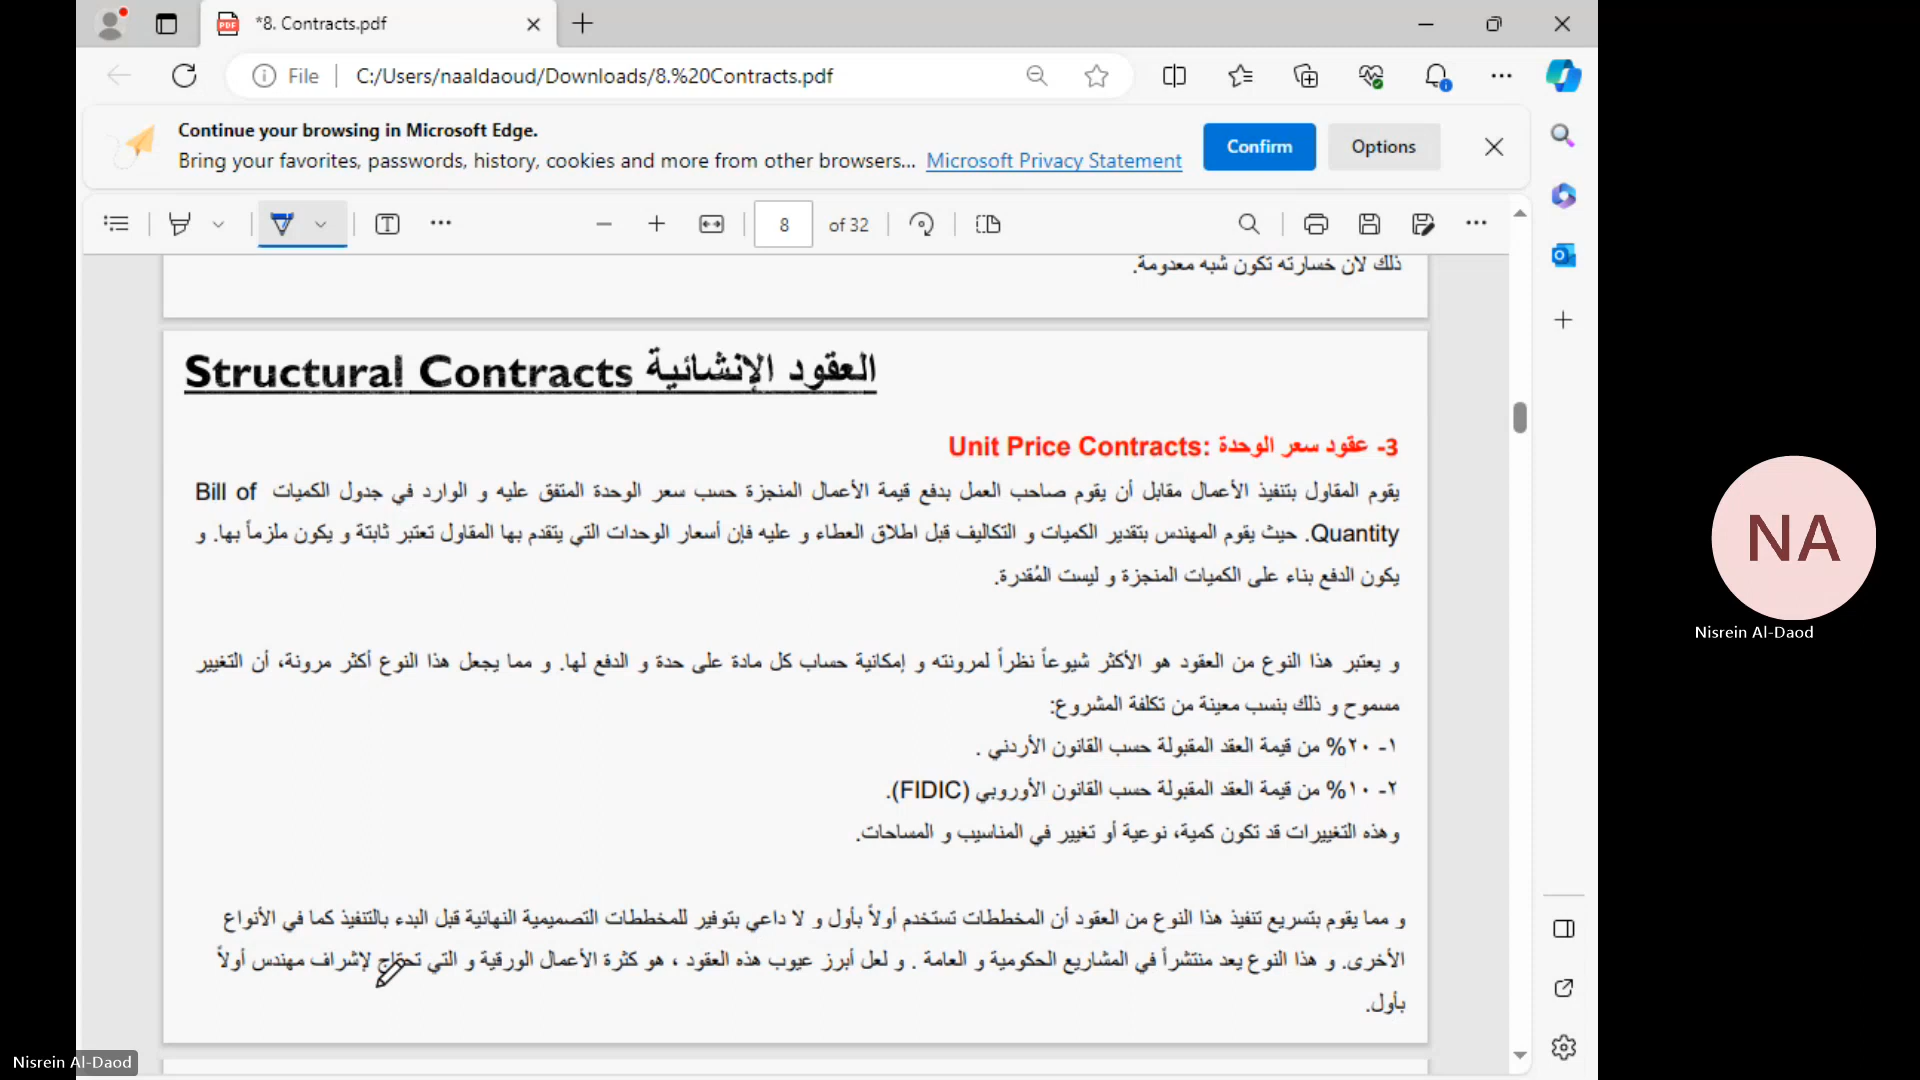 *8. Contracts.pdf
File
C:/Users/naaldaoud/Downloads/8.%20Contracts.pdf
Continue your browsing in Microsoft Edge.
Bring your favorites, passwords, history, cookies and more from other browsers... Microsoft Privacy Statement
Confirm
Options
8 of 32
ذلك لأن خسارته تكون شبه معدومة.
Structural Contracts العقود الإنشائية
3- عقود سعر الوحدة Unit Price Contracts:
يقوم المقاول بتنفيذ الأعمال مقابل أن يقوم صاحب العمل بدفع قيمة الأعمال المنجزة حسب سعر الوحدة المتفق عليه و الوارد في جدول الكميات Bill of
Quantity. حيث يقوم المهندس بتقدير الكميات و التكاليف قبل اطلاق العطاء و عليه فإن أسعار الوحدات التي يتقدم بها المقاول تعتبر ثابتة و يكون ملزماً بها. و
يكون الدفع بناء على الكميات المنجزة و ليست المُقدرة.
و يعتبر هذا النوع من العقود هو الأكثر شيوعاً نظراً لمرونته و إمكانية حساب كل مادة على حدة و الدفع لها. و مما يجعل هذا النوع أكثر مرونة، أن التغيير
مسموح و ذلك بنسب معينة من تكلفة المشروع:
١- ٢٠% من قيمة العقد المقبولة حسب القانون الأردني .
٢- ١٠% من قيمة العقد المقبولة حسب القانون الأوروبي (FIDIC).
وهذه التغييرات قد تكون كمية، نوعية أو تغيير في المناسيب و المساحات.
و مما يقوم بتسريع تنفيذ هذا النوع من العقود أن المخططات تستخدم أولاً بأول و لا داعي بتوفير للمخططات التصميمية النهائية قبل البدء بالتنفيذ كما في الأنواع
الأخرى. و هذا النوع يعد منتشراً في المشاريع الحكومية و العامة . و لعل أبرز عيوب هذه العقود ، هو كثرة الأعمال الورقية و التي تحتاج لإشراف مهندس أولاً
بأول.
NA
Nisrein Al-Daod
Nisrein Al-Daod